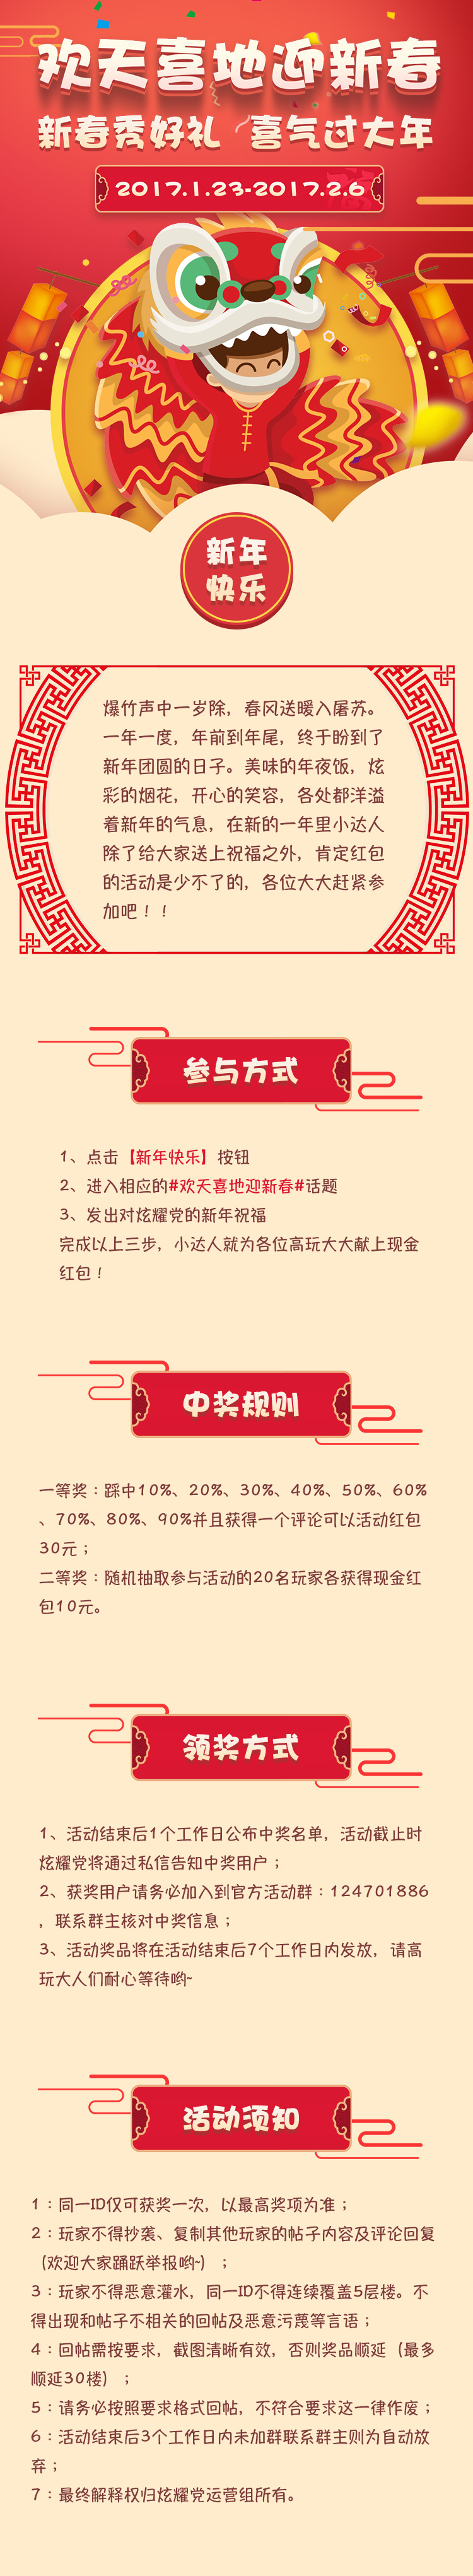 欢天喜地迎新春
新春秀好礼 喜气过大年
2017.1.23-2017.2.6
新年
快乐
爆竹声中一岁除，春风送暖入屠苏。
一年一度，年前到年尾，终于盼到了
新年团圆的日子。美味的年夜饭，炫
彩的烟花，开心的笑容，各处都洋溢
着新年的气息，在新的一年里小达人
除了给大家送上祝福之外，肯定红包
的活动是少不了的，各位大大赶紧参
加吧！！
参与方式
1、点击【新年快乐】按钮
2、进入相应的#欢天喜地迎新春#话题
3、发出对炫耀党的新年祝福
完成以上三步，小达人就为各位高玩大大献上现金
红包！
中奖规则
一等奖：踩中10%、20%、30%、40%、50%、60%
、70%、80%、90%并且获得一个评论可以活动红包
30元；
二等奖：随机抽取参与活动的20名玩家各获得现金红
包10元。
领奖方式
1、活动结束后1个工作日公布中奖名单，活动截止时
炫耀党将通过私信告知中奖用户；
2、获奖用户请务必加入到官方活动群：124701886
，联系群主核对中奖信息；
3、活动奖品将在活动结束后7个工作日内发放，请高
玩大人们耐心等待哟~
活动须知
1：同一ID仅可获奖一次，以最高奖项为准；
2：玩家不得抄袭、复制其他玩家的帖子内容及评论回复
（欢迎大家踊跃举报哟~）；
3：玩家不得恶意灌水，同一ID不得连续覆盖5层楼。不
得出现和帖子不相关的回帖及恶意污蔑等言语；
4：回帖需按要求，截图清晰有效，否则奖品顺延（最多
顺延30楼）；
5：请务必按照要求格式回帖，不符合要求这一律作废；
6：活动结束后3个工作日内未加群联系群主则为自动放
弃；
7：最终解释权归炫耀党运营组所有。